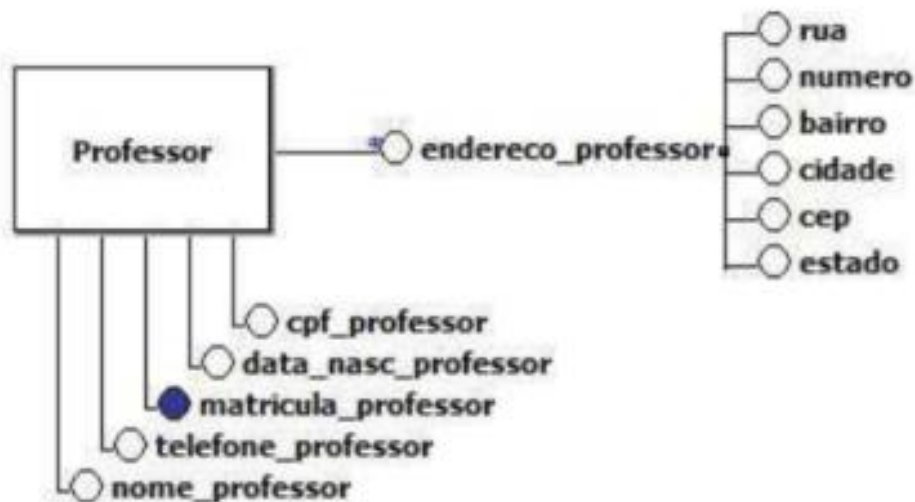 Professor
endereco_professor
rua
numero
bairro
cidade
cep
estado
cpf_professor
data_nasc_professor
matricula_professor
telefone_professor
nome_professor